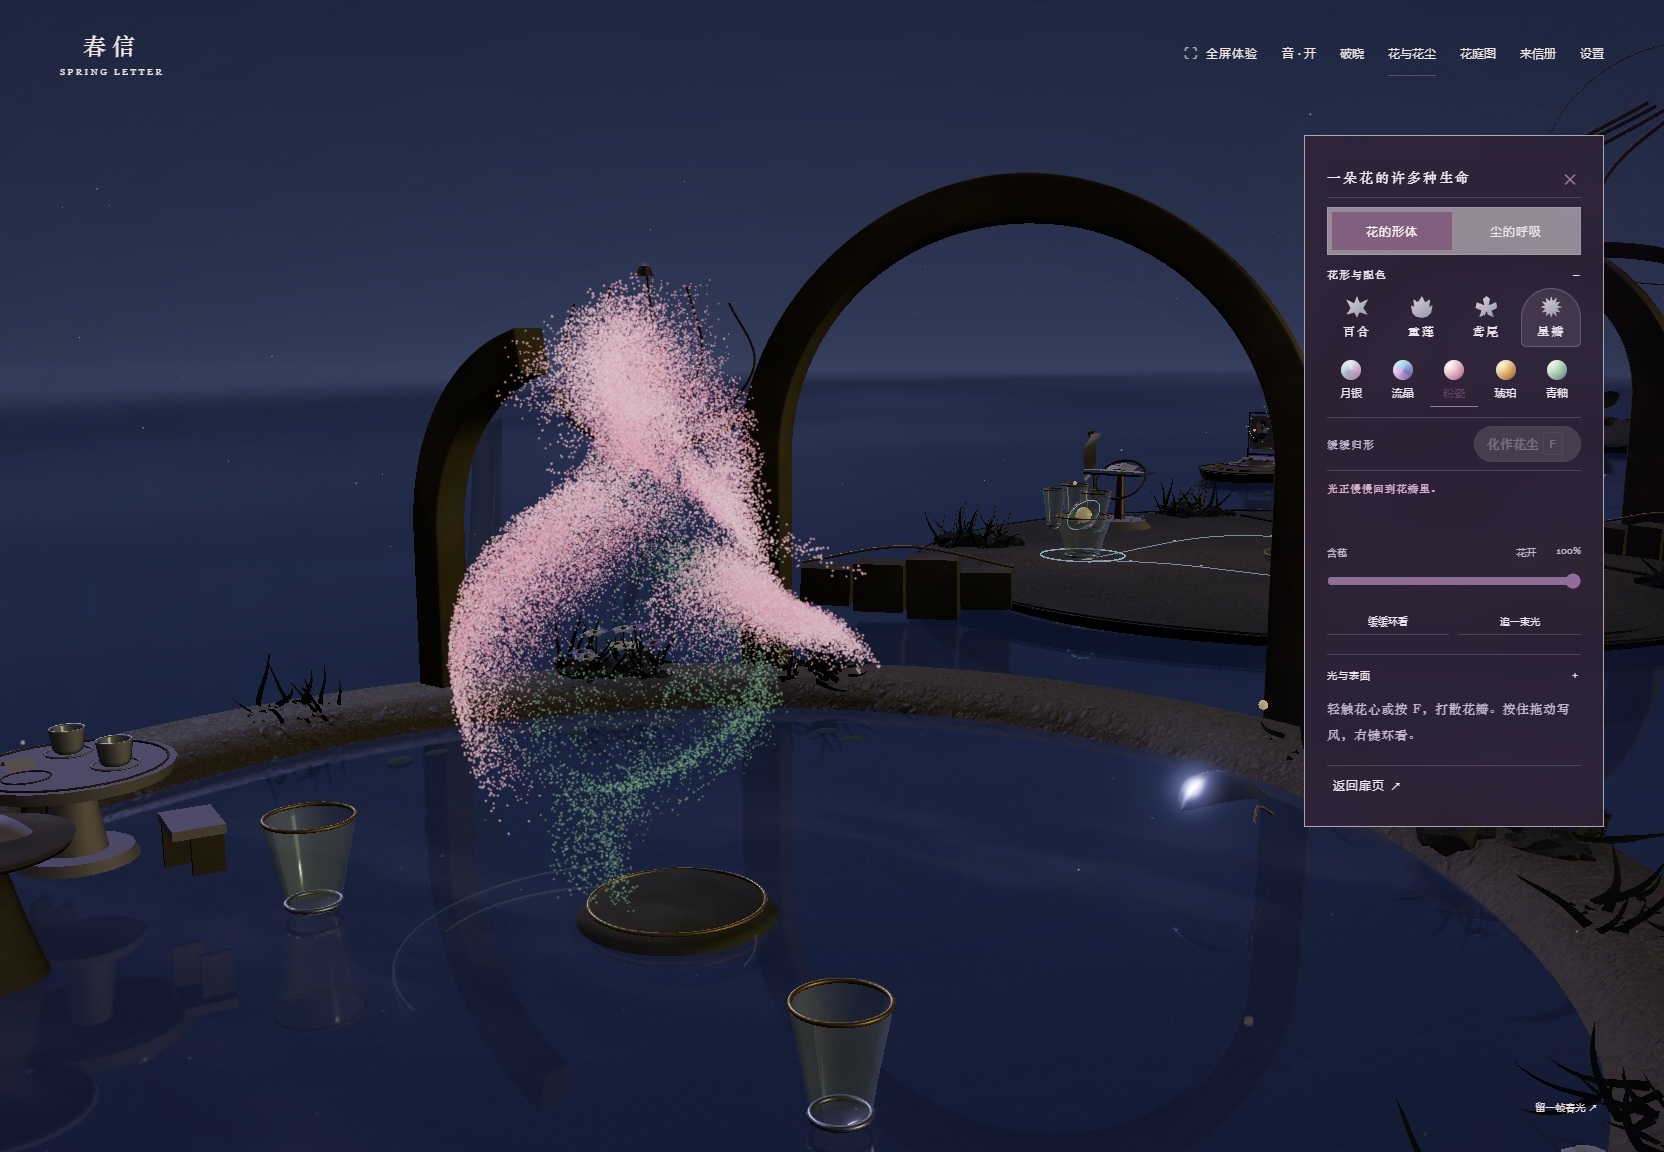 春信
SPRING LETTER
全屏体验 音·开 破晓 花与花尘 花庭图 来信册 设置
一朵花的许多种生命
花的形体 尘的呼吸
花形与配色 −
百合 重莲 鸢尾 星瓣
月银 流晶 粉瓷 琥珀 青釉
缓缓归形 化作花尘 F
光正慢慢回到花瓣里。
含苞 花开 100%
缓缓环看 追一束光
光与表面 +
轻触花心或按 F，打散花瓣。按住拖动写
风，右键环看。
返回扉页 ↗
留一帧春光 ↗